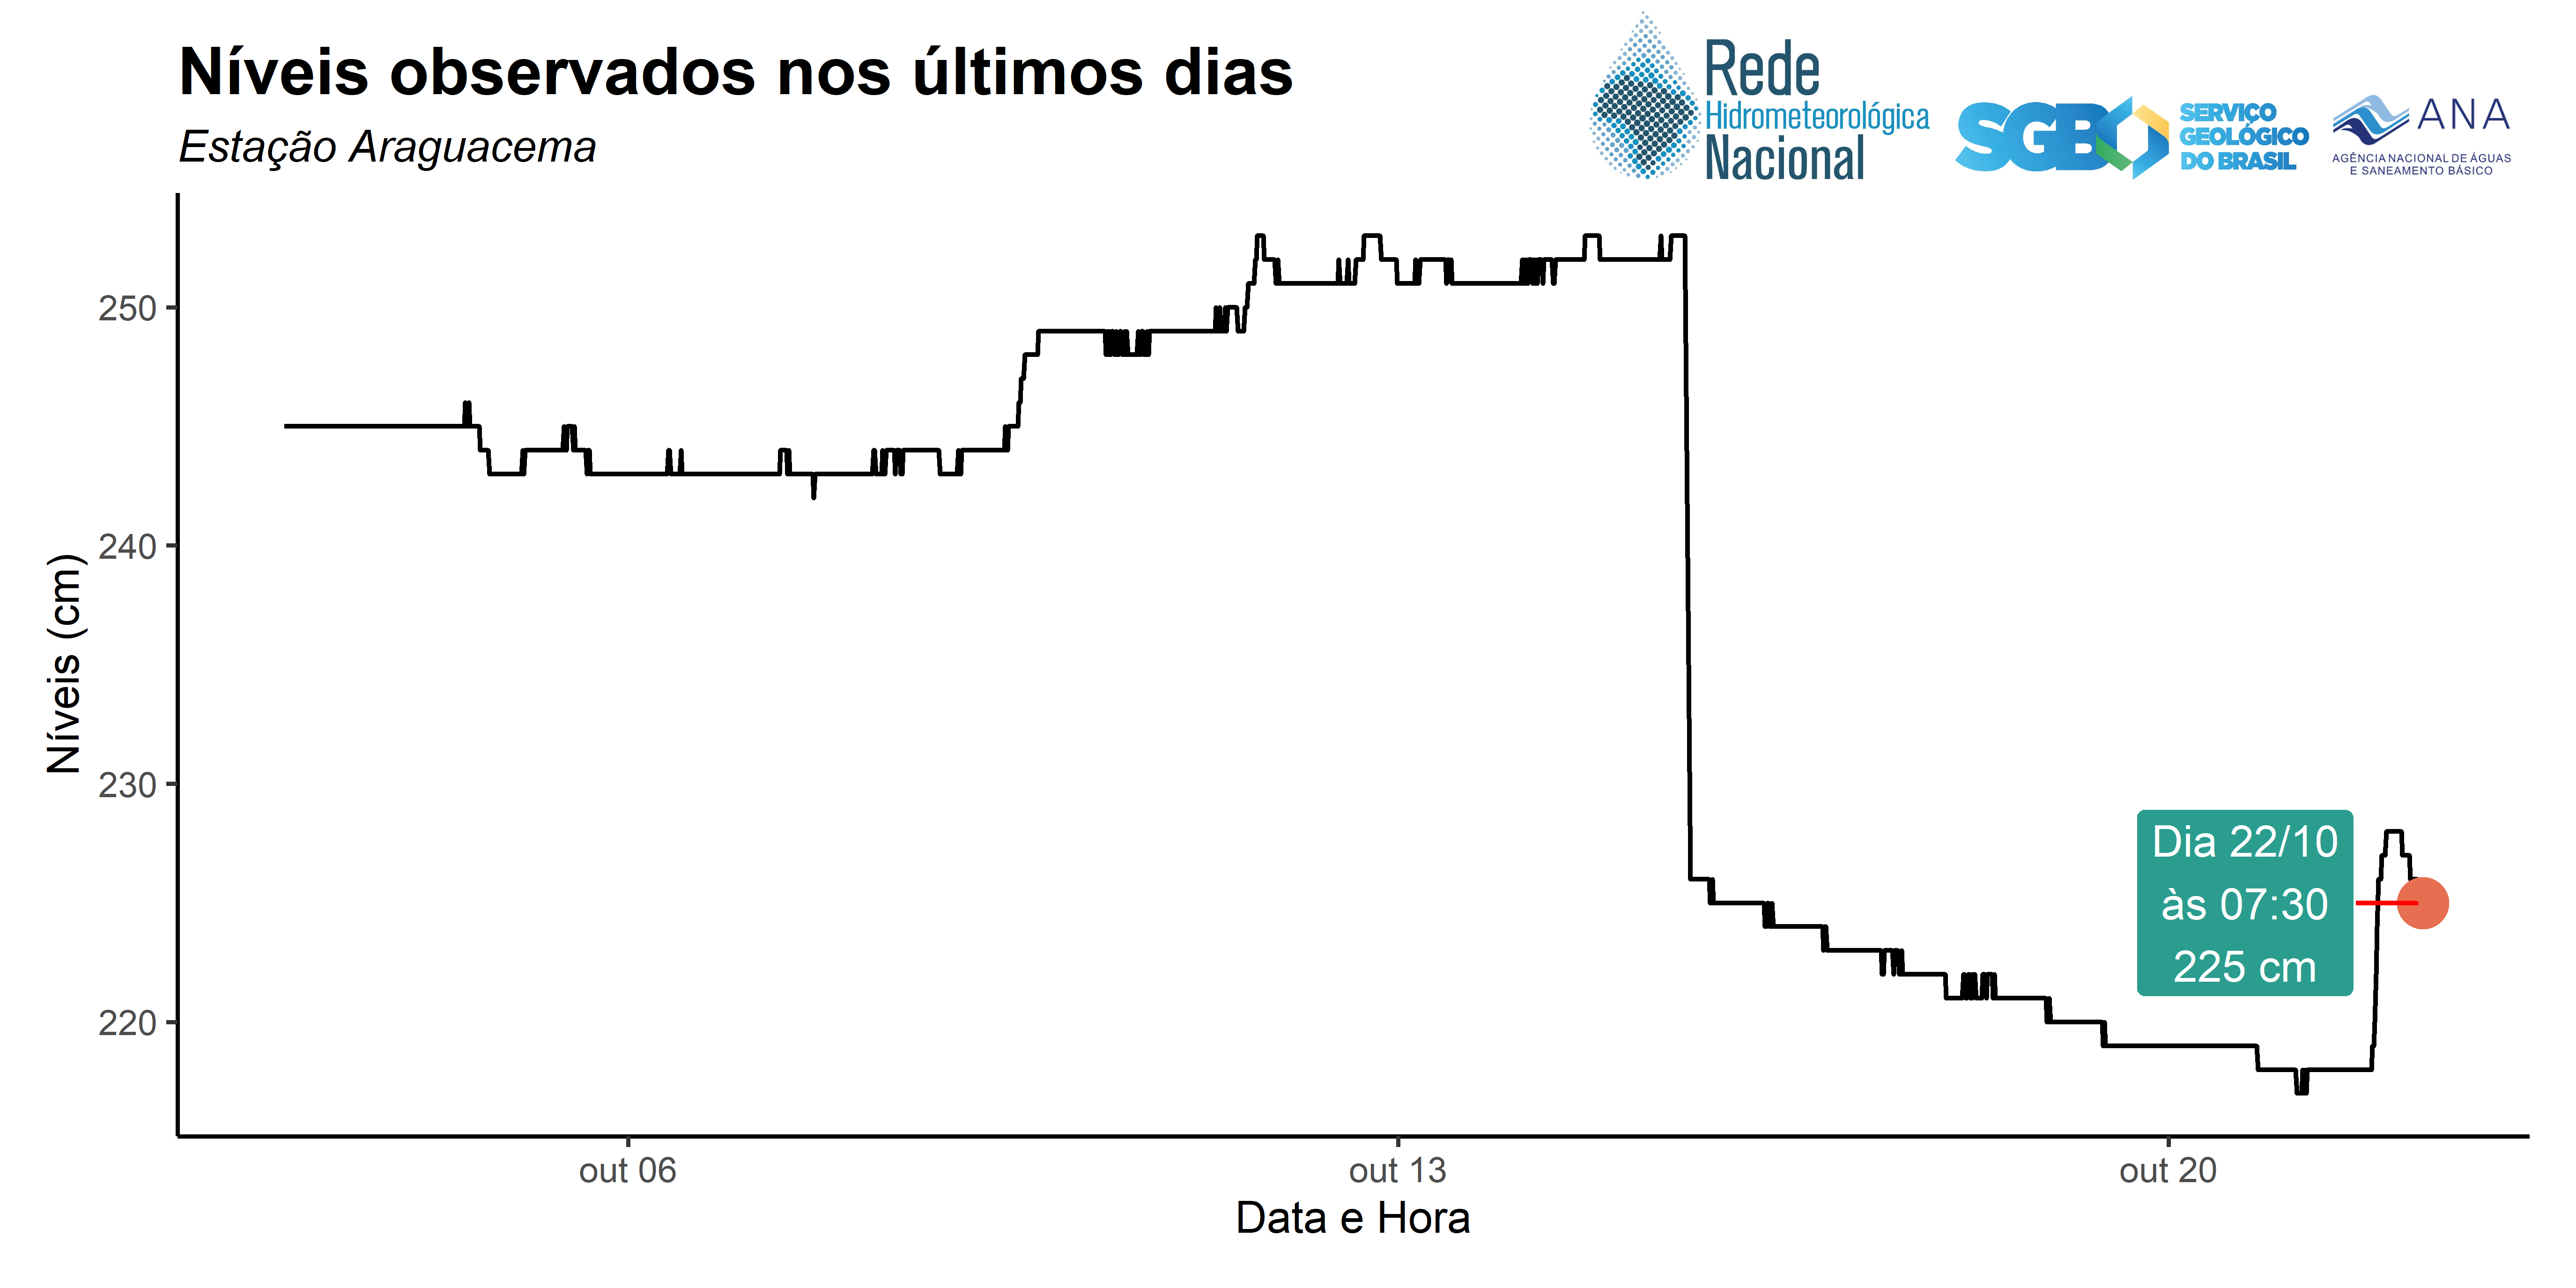 Níveis observados nos últimos dias
Estação Araguacema
Rede
Hidrometeorológica
Nacional
SGB
SERVIÇO
GEOLÓGICO
DO BRASIL
ANA
AGÊNCIA NACIONAL DE ÁGUAS
E SANEAMENTO BÁSICO
Níveis (cm)
250
240
230
220
Dia 22/10
às 07:30
225 cm
out 06
out 13
out 20
Data e Hora